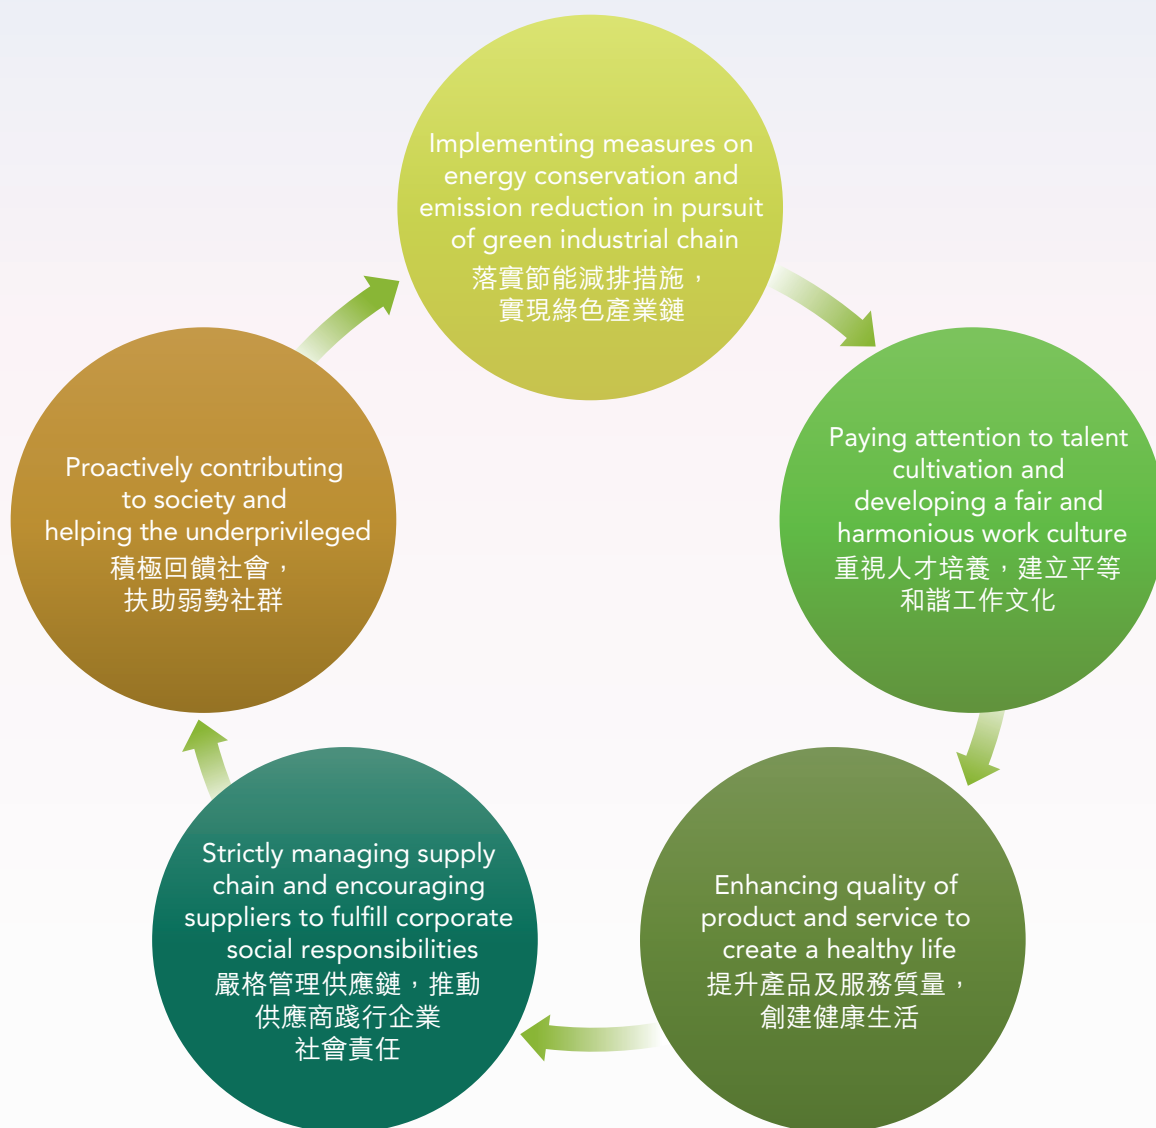 Implementing measures on
energy conservation and
emission reduction in pursuit
of green industrial chain
落實節能減排措施，
實現綠色產業鏈
Paying attention to talent
cultivation and
developing a fair and
harmonious work culture
重視人才培養，建立平等
和諧工作文化
Enhancing quality of
product and service to
create a healthy life
提升產品及服務質量，
創建健康生活
Strictly managing supply
chain and encouraging
suppliers to fulfill corporate
social responsibilities
嚴格管理供應鏈，推動
供應商踐行企業
社會責任
Proactively contributing
to society and
helping the underprivileged
積極回饋社會，
扶助弱勢社群